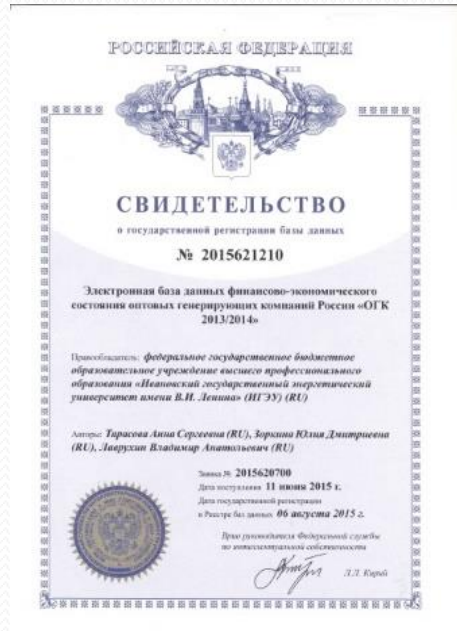 РОССИЙСКАЯ ФЕДЕРАЦИЯ
СВИДЕТЕЛЬСТВО
о государственной регистрации базы данных
№ 2015621210
Электронная база данных финансово-экономического
состояния оптовых генерирующих компаний России «ОГК
2013/2014»
Правообладатель: федеральное государственное бюджетное
образовательное учреждение высшего профессионального
образования «Ивановский государственный энергетический
университет имени В.И. Ленина» (ИГЭУ) (RU)
Авторы: Тарасова Анна Сергеевна (RU), Зоркина Юлия Дмитриевна
(RU), Лаврухин Владимир Анатольевич (RU)
Заявка № 2015620700
Дата поступления 11 июня 2015 г.
Дата государственной регистрации
в Реестре баз данных 06 августа 2015 г.
Врио руководителя Федеральной службы
по интеллектуальной собственности
Л.Л. Кирий